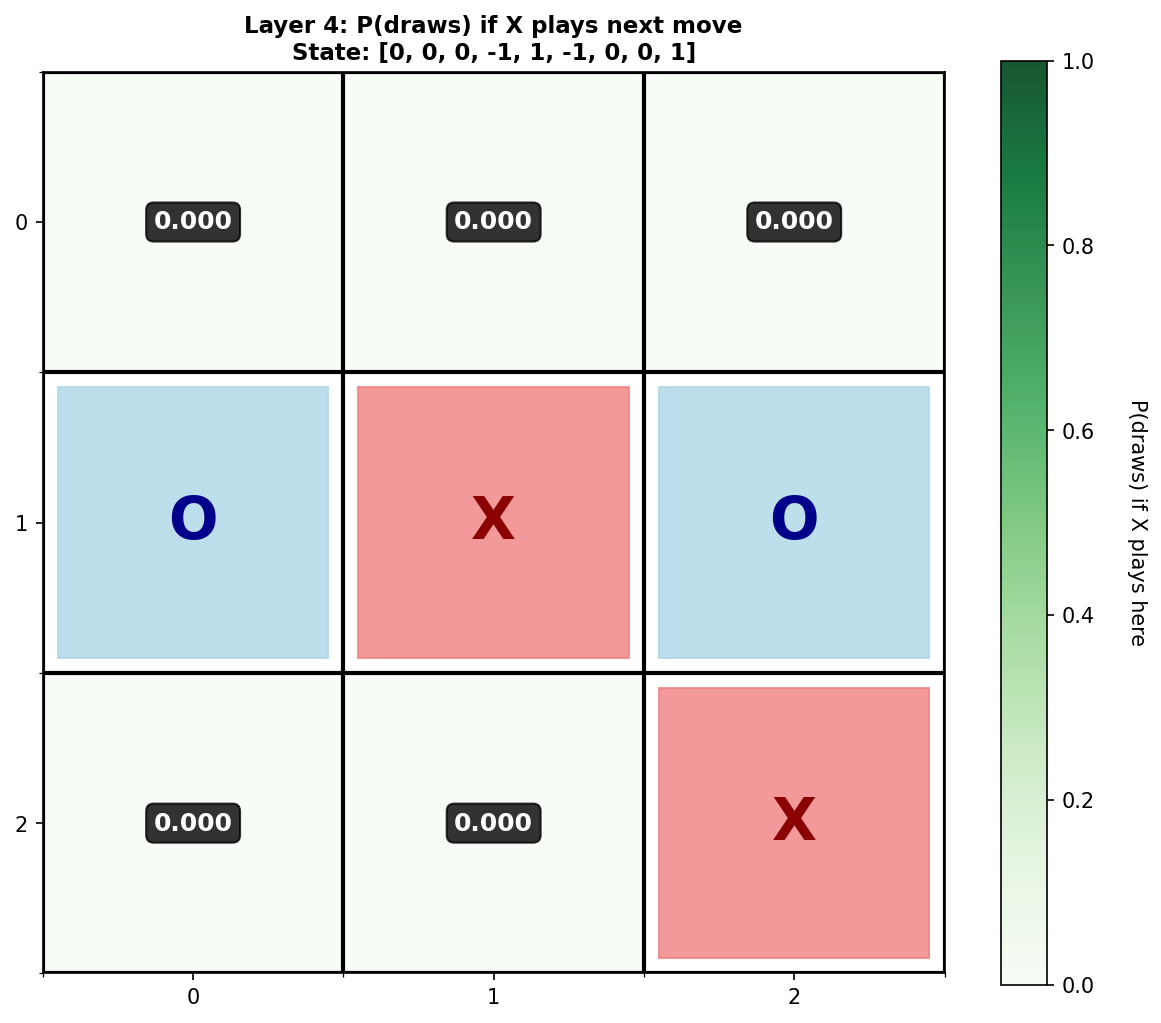 Layer 4: P(draws) if X plays next move
State: [0, 0, 0, -1, 1, -1, 0, 0, 1]
0.000 0.000 0.000
O X O
0.000 0.000 X
0
1
2
0 1 2
1.0
0.8
0.6
0.4
0.2
0.0
P(draws) if X plays here